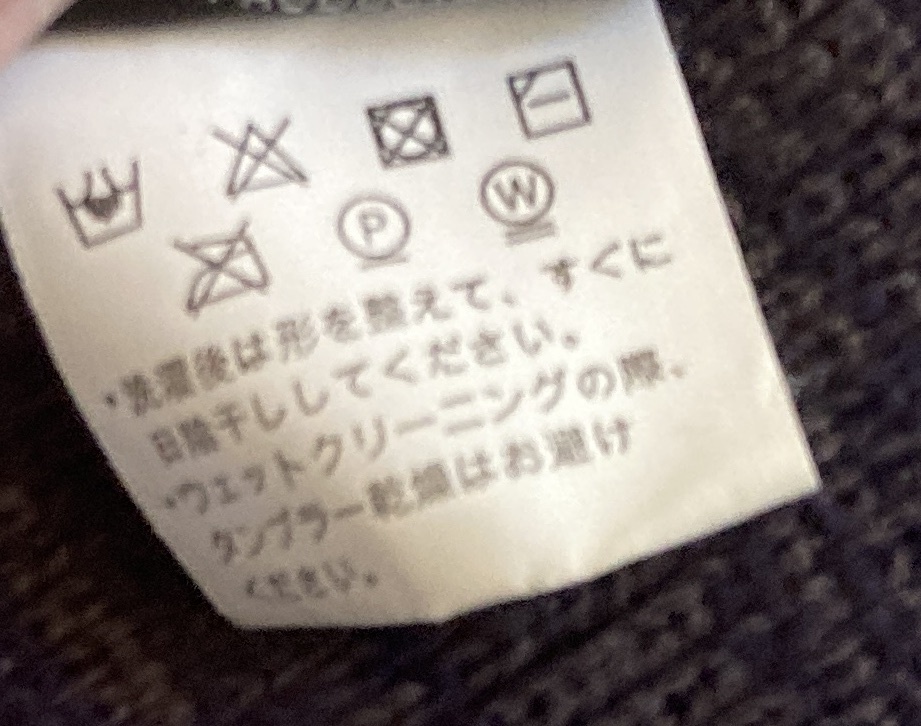 P
W
・洗濯後は形を整えて、すぐに
日陰干ししてください。
・ウェットクリーニングの際、
タンブラー乾燥はお避け
ください。